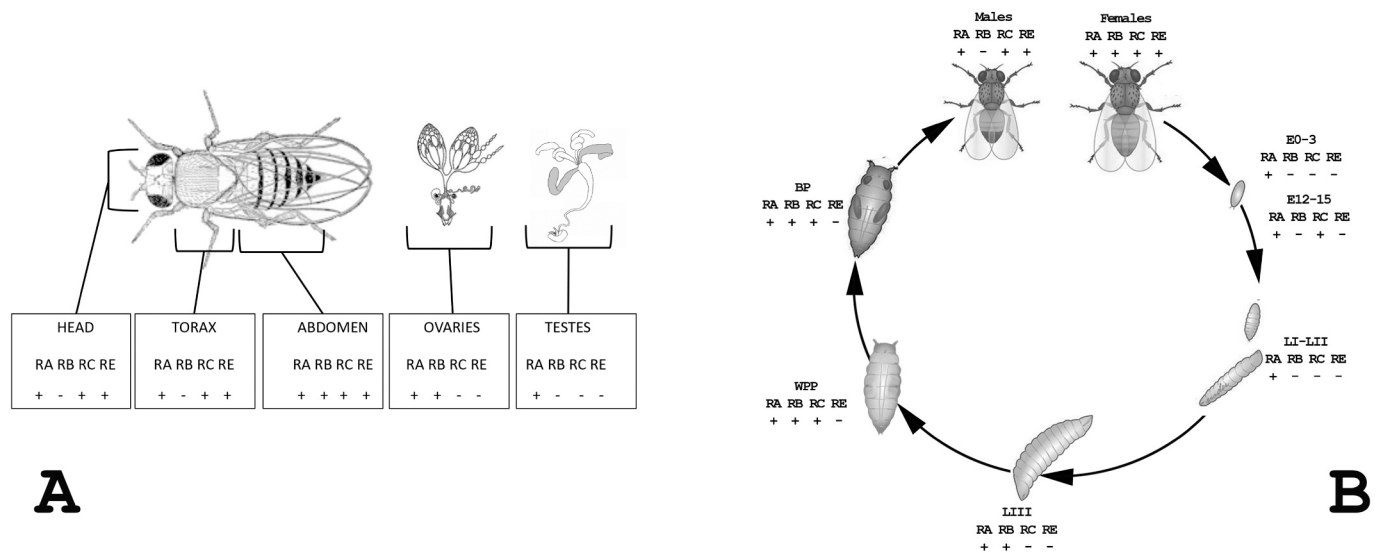 HEAD
RA RB RC RE
+ - + +
TORAX
RA RB RC RE
+ - + +
ABDOMEN
RA RB RC RE
+ + + +
OVARIES
RA RB RC RE
+ + - -
TESTES
RA RB RC RE
+ - - -
A
Males
RA RB RC RE
+ - + +
Females
RA RB RC RE
+ + + +
E0-3
RA RB RC RE
+ - - -
E12-15
RA RB RC RE
+ - + -
LI-LII
RA RB RC RE
+ - - -
LIII
RA RB RC RE
+ + - -
WPP
RA RB RC RE
+ + + -
BP
RA RB RC RE
+ + + -
B